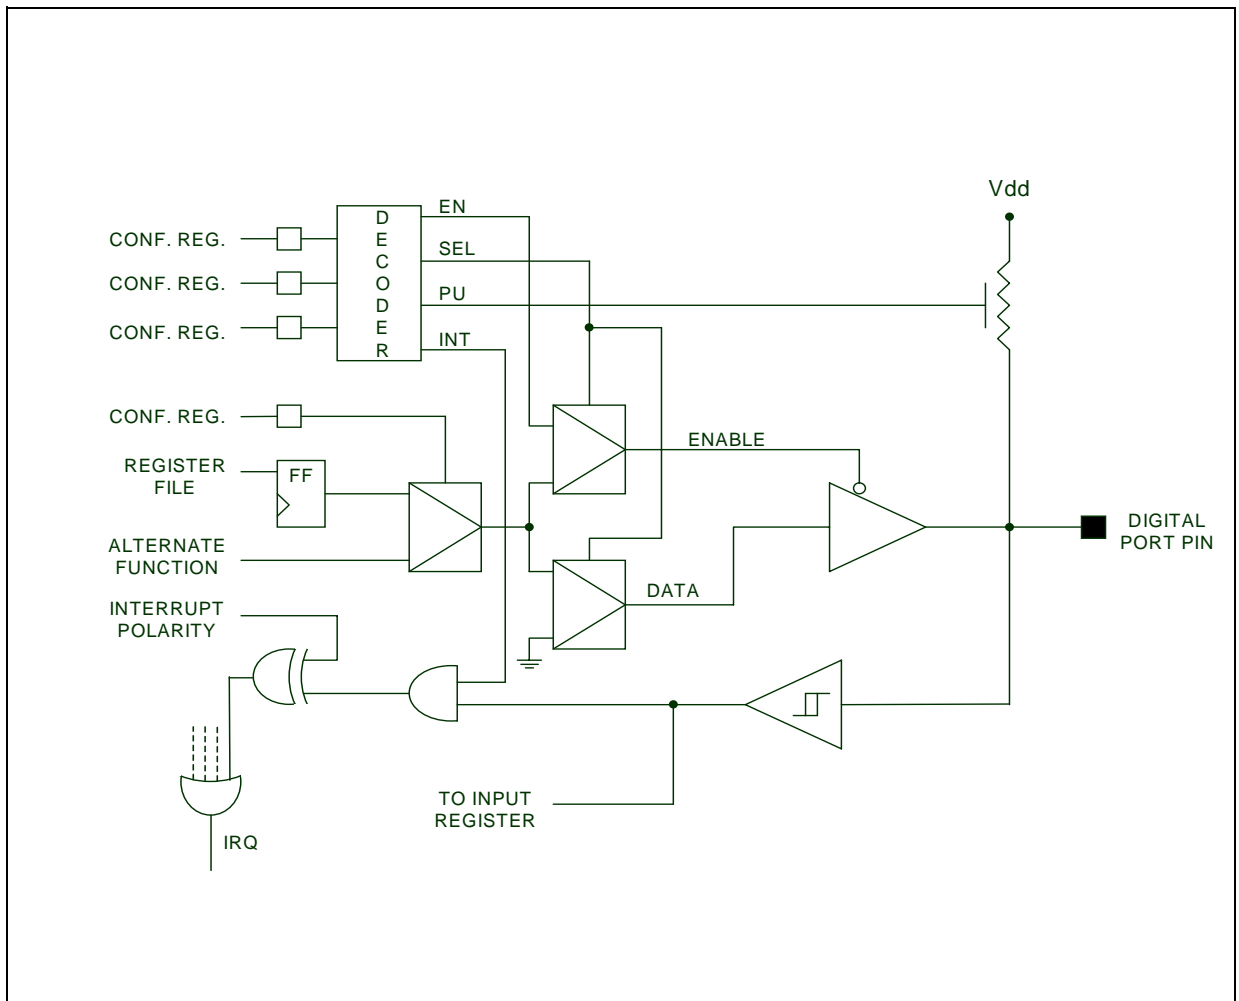 Vdd
EN
SEL
PU
INT
D
E
C
O
D
E
R
CONF. REG.
CONF. REG.
CONF. REG.
CONF. REG.
REGISTER
FILE
FF
ALTERNATE
FUNCTION
INTERRUPT
POLARITY
ENABLE
DATA
DIGITAL
PORT PIN
TO INPUT
REGISTER
IRQ